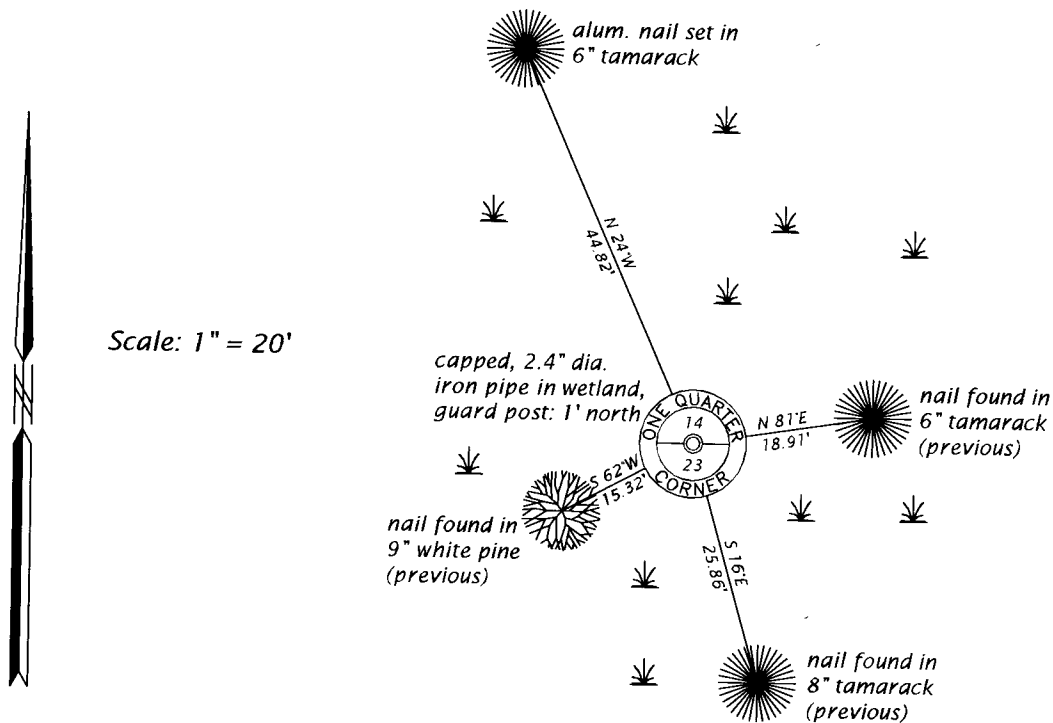 alum. nail set in
6" tamarack
N 24°W
44.82'
Scale: 1" = 20'
N
capped, 2.4" dia.
iron pipe in wetland,
guard post: 1' north
ONE QUARTER
14
23
CORNER
N 81°E
18.91'
nail found in
6" tamarack
(previous)
S 62°W
15.32'
nail found in
9" white pine
(previous)
S 16°E
25.86'
nail found in
8" tamarack
(previous)